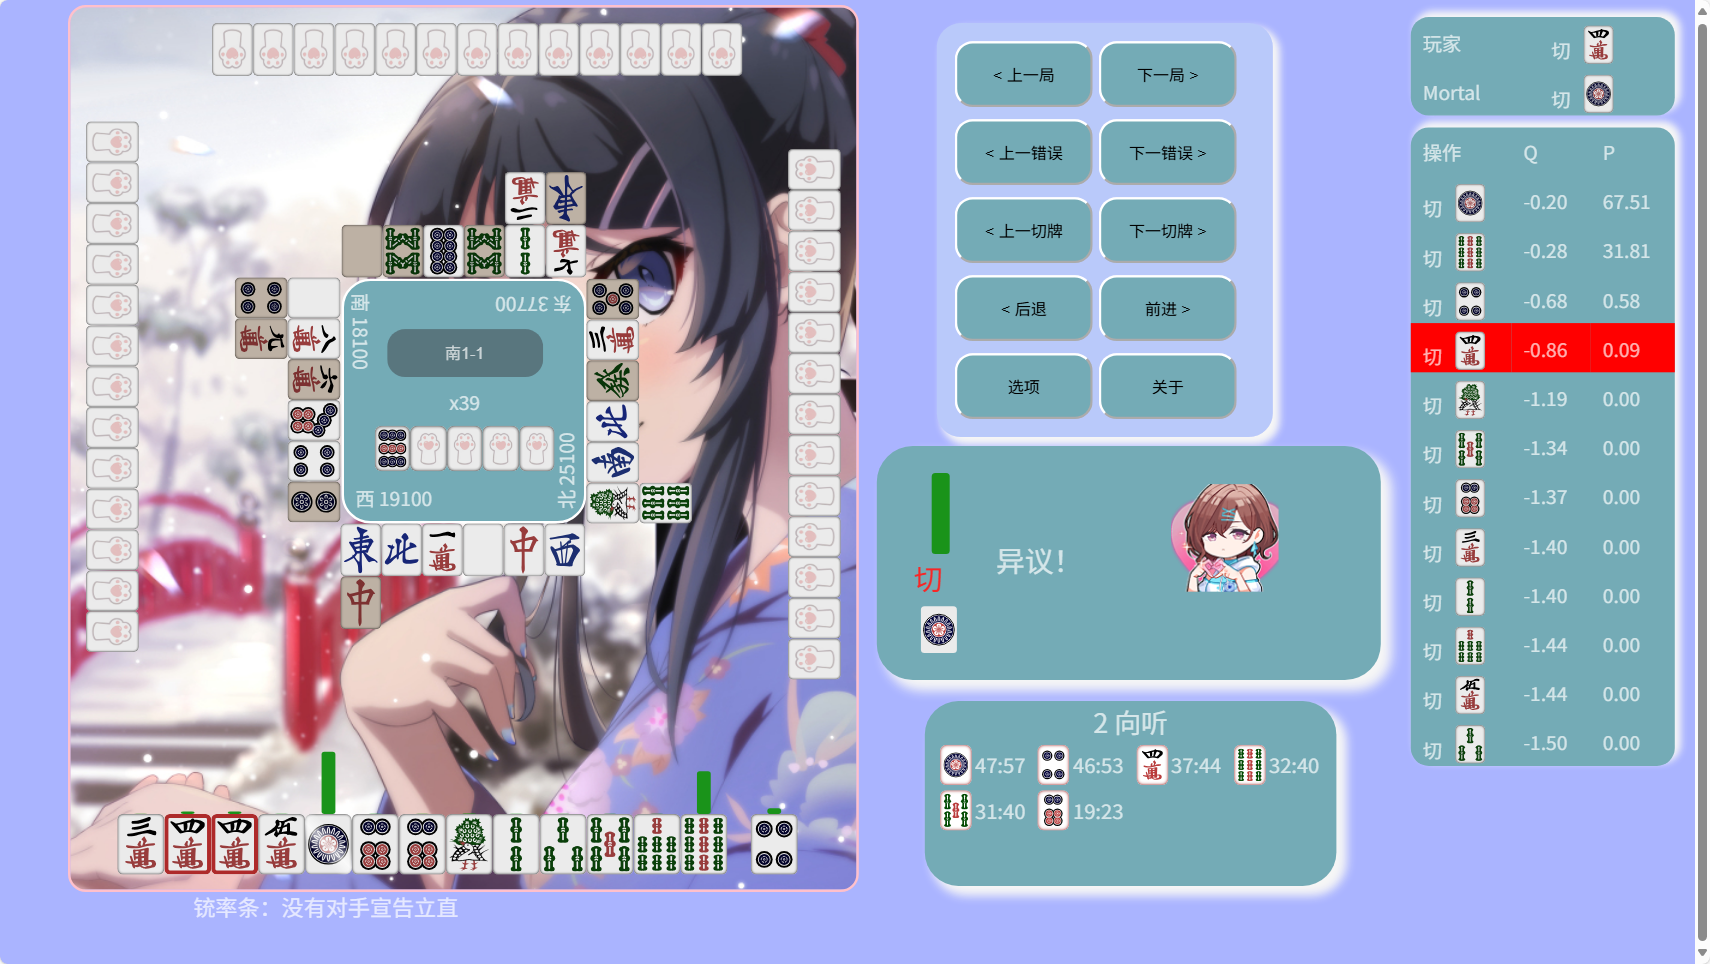 东 37700
南 18100
南1-1
x39
北 25100
西 19100
铳率条：没有对手宣告立直
< 上一局
下一局 >
< 上一错误
下一错误 >
< 上一切牌
下一切牌 >
< 后退
前进 >
选项
关于
切
异议！
2 向听
47:57 46:53 37:44 32:40
31:40 19:23
玩家 切
Mortal 切
操作 Q P
切 -0.20 67.51
切 -0.28 31.81
切 -0.68 0.58
切 -0.86 0.09
切 -1.19 0.00
切 -1.34 0.00
切 -1.37 0.00
切 -1.40 0.00
切 -1.40 0.00
切 -1.44 0.00
切 -1.44 0.00
切 -1.50 0.00